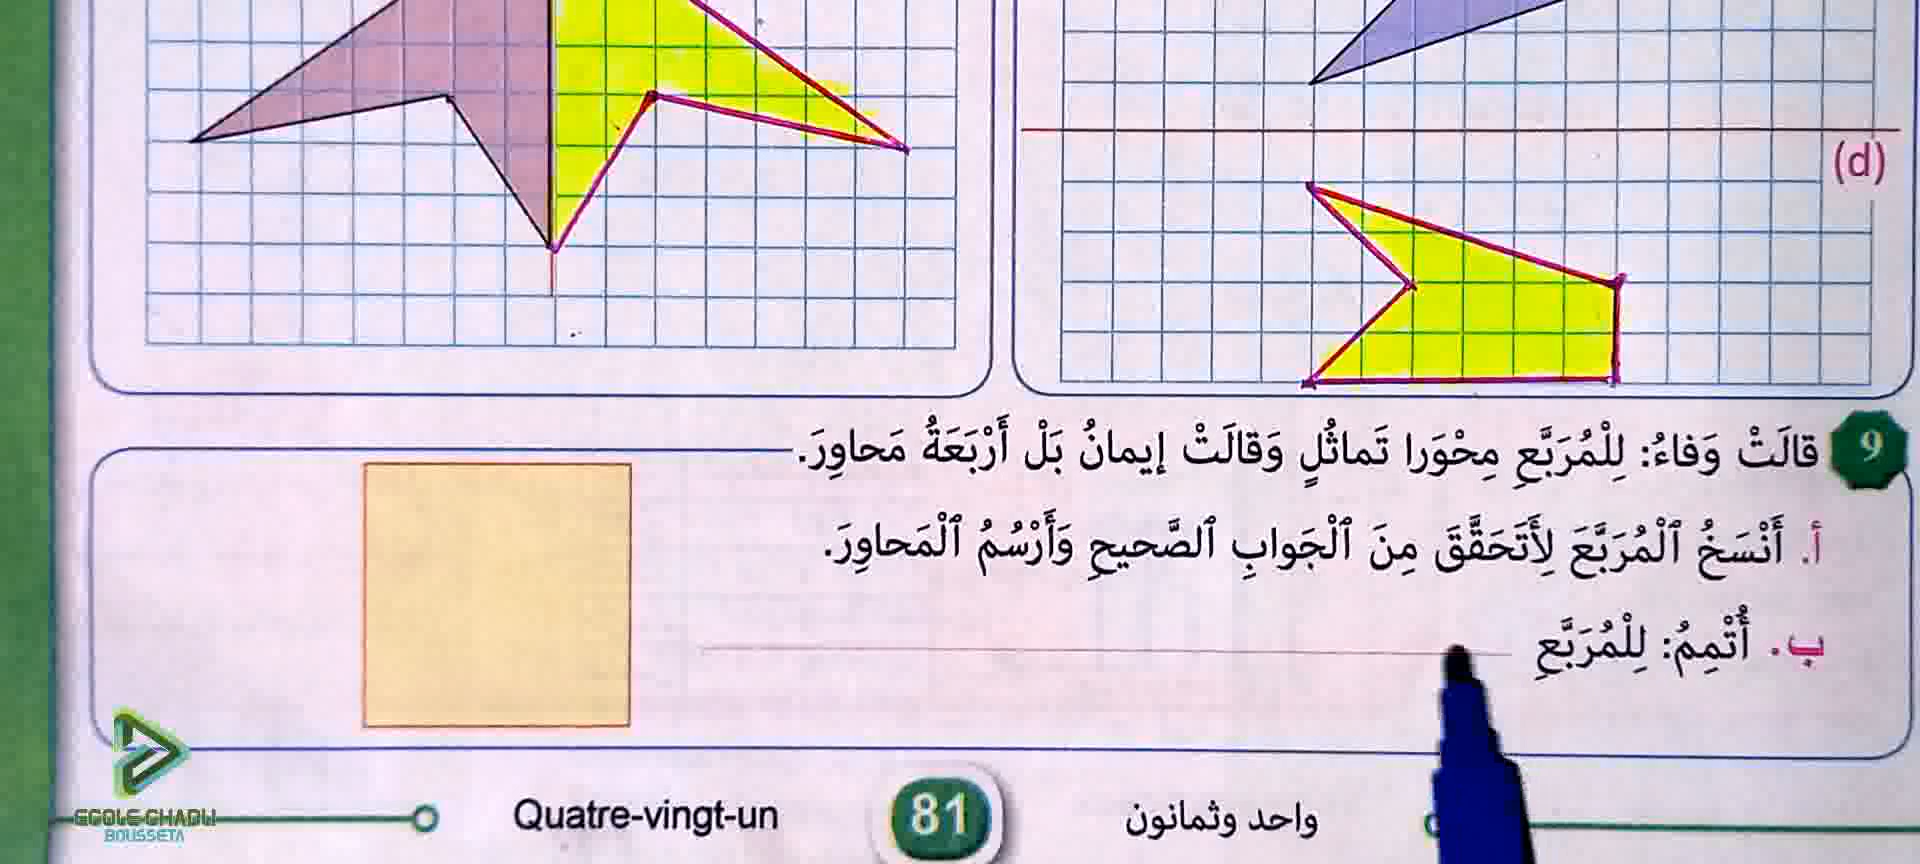 (d)
9 قالَتْ وَفاءُ: لِلْمُرَبَّعِ مِحْوَرا تَماثُلٍ وَقالَتْ إيمانُ بَلْ أَرْبَعَةُ مَحاوِرَ.
أ. أَنْسَخُ ٱلْمُرَبَّعَ لِأَتَحَقَّقَ مِنَ ٱلْجَوابِ ٱلصَّحيحِ وَأَرْسُمُ ٱلْمَحاوِرَ.
ب. أُتْمِمُ: لِلْمُرَبَّعِ
واحد وثمانون 81 Quatre-vingt-un
ECOLE CHADLI
BOUSSETA